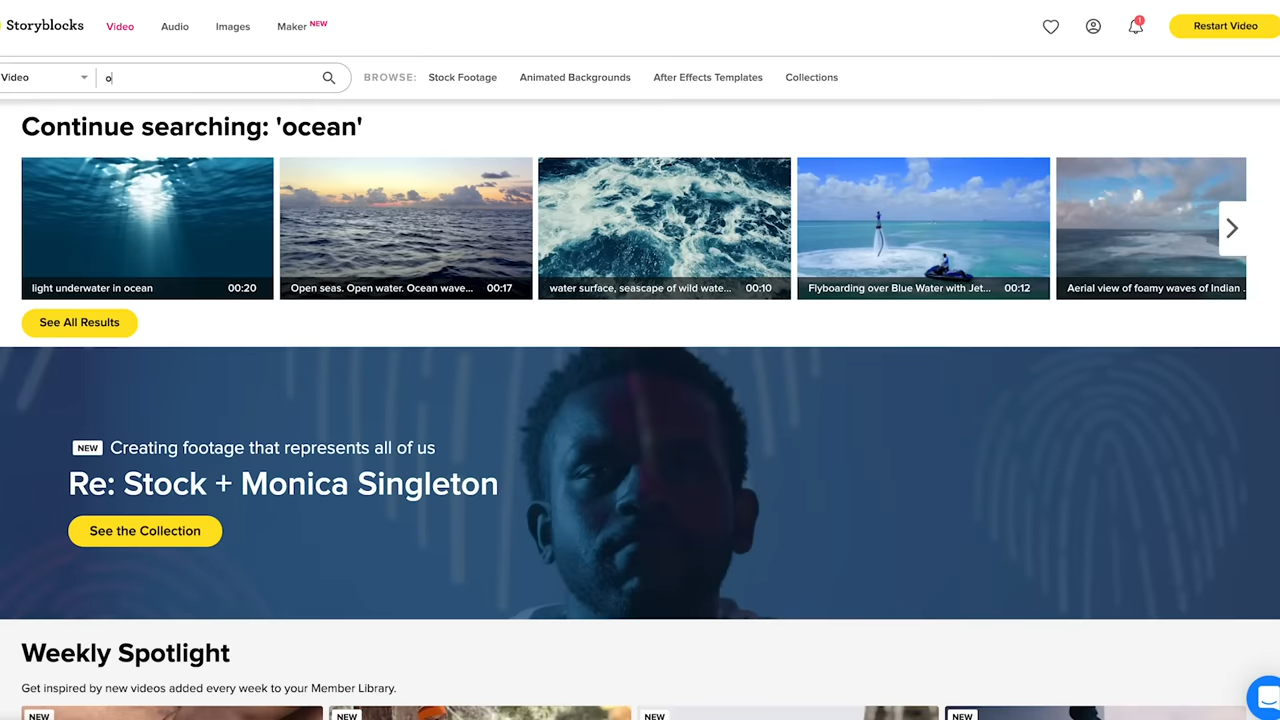 Storyblocks Video Audio Images Maker NEW 1 Restart Video
Video o BROWSE: Stock Footage Animated Backgrounds After Effects Templates Collections
Continue searching: 'ocean'
light underwater in ocean 00:20
Open seas. Open water. Ocean wave... 00:17
water surface, seascape of wild wate... 00:10
Flyboarding over Blue Water with Jet... 00:12
Aerial view of foamy waves of Indian .
See All Results
NEW Creating footage that represents all of us
Re: Stock + Monica Singleton
See the Collection
Weekly Spotlight
Get inspired by new videos added every week to your Member Library.
NEW NEW NEW NEW